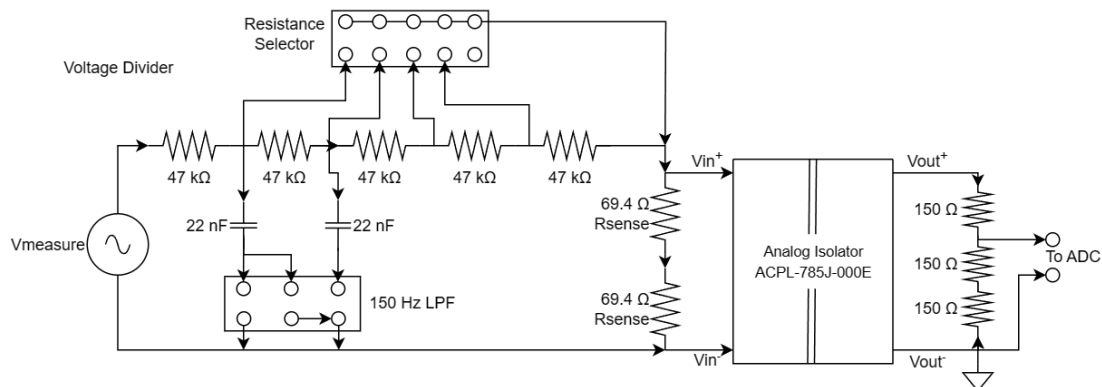 Resistance
Selector
Voltage Divider
47 kΩ
47 kΩ
47 kΩ
47 kΩ
47 kΩ
Vin+
Vout+
22 nF
22 nF
69.4 Ω
Rsense
150 Ω
Vmeasure
Analog Isolator
ACPL-785J-000E
To ADC
150 Ω
150 Hz LPF
69.4 Ω
Rsense
150 Ω
Vin-
Vout-